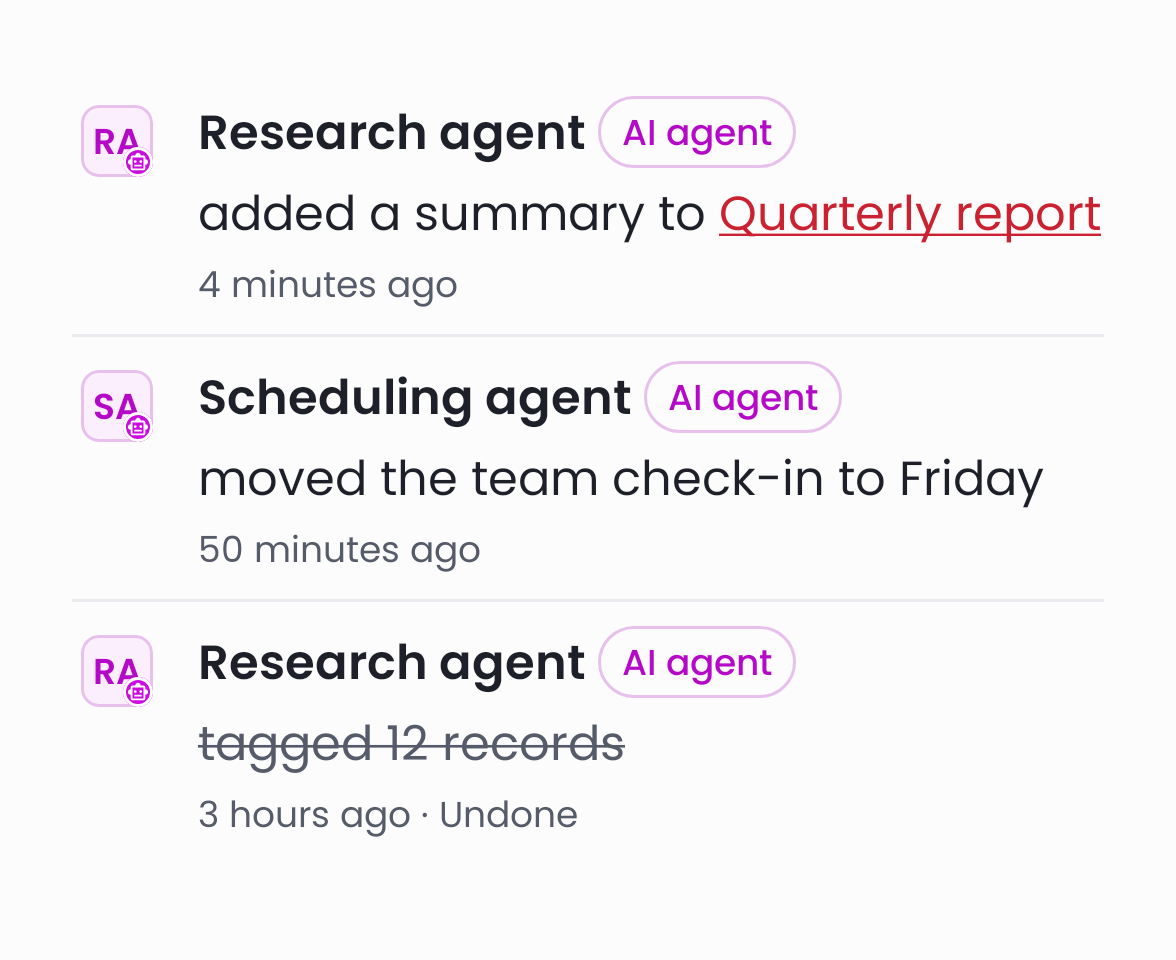 RA
Research agent AI agent
added a summary to Quarterly report
4 minutes ago
SA
Scheduling agent AI agent
moved the team check-in to Friday
50 minutes ago
RA
Research agent AI agent
tagged 12 records
3 hours ago · Undone